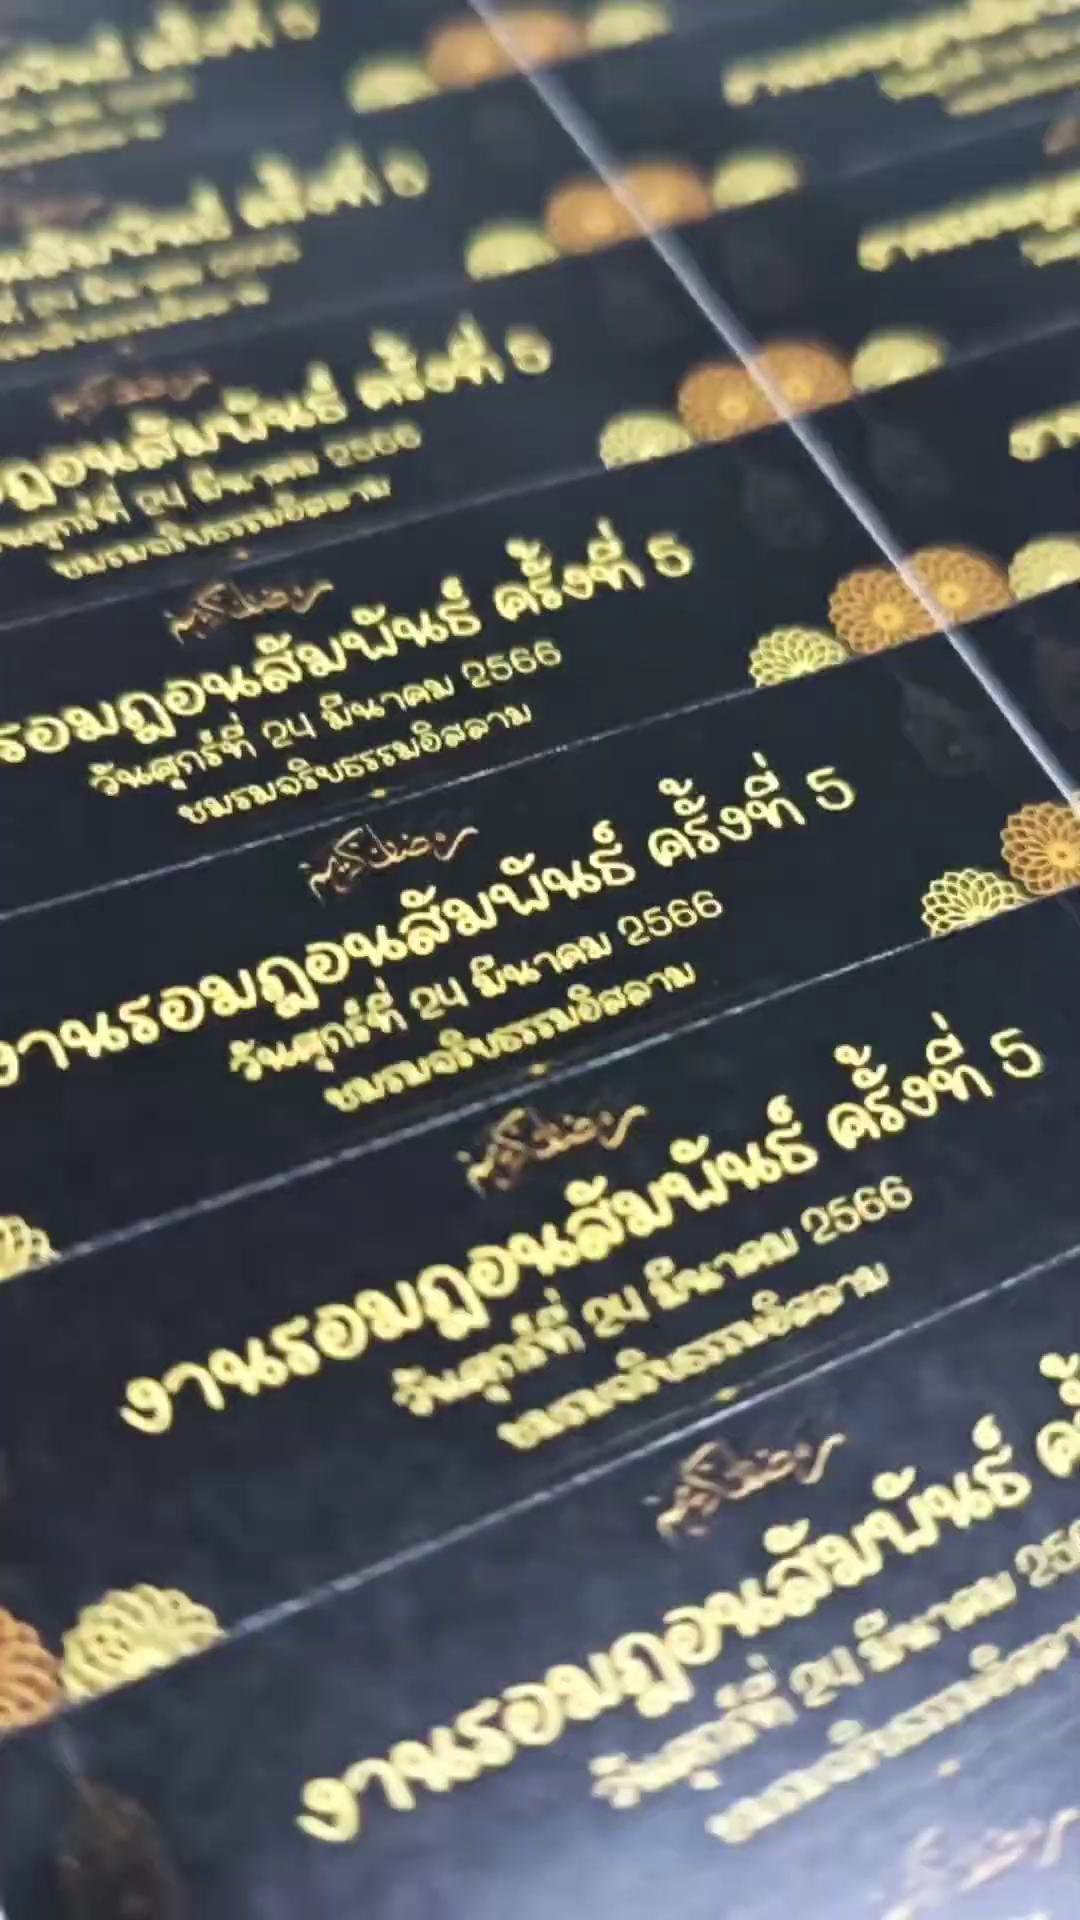 رمضان كريم
งานรอมฎอนสัมพันธ์ ครั้งที่ 5
วันศุกร์ที่ 24 มีนาคม 2566
ชมรมจริยธรรมอิสลาม